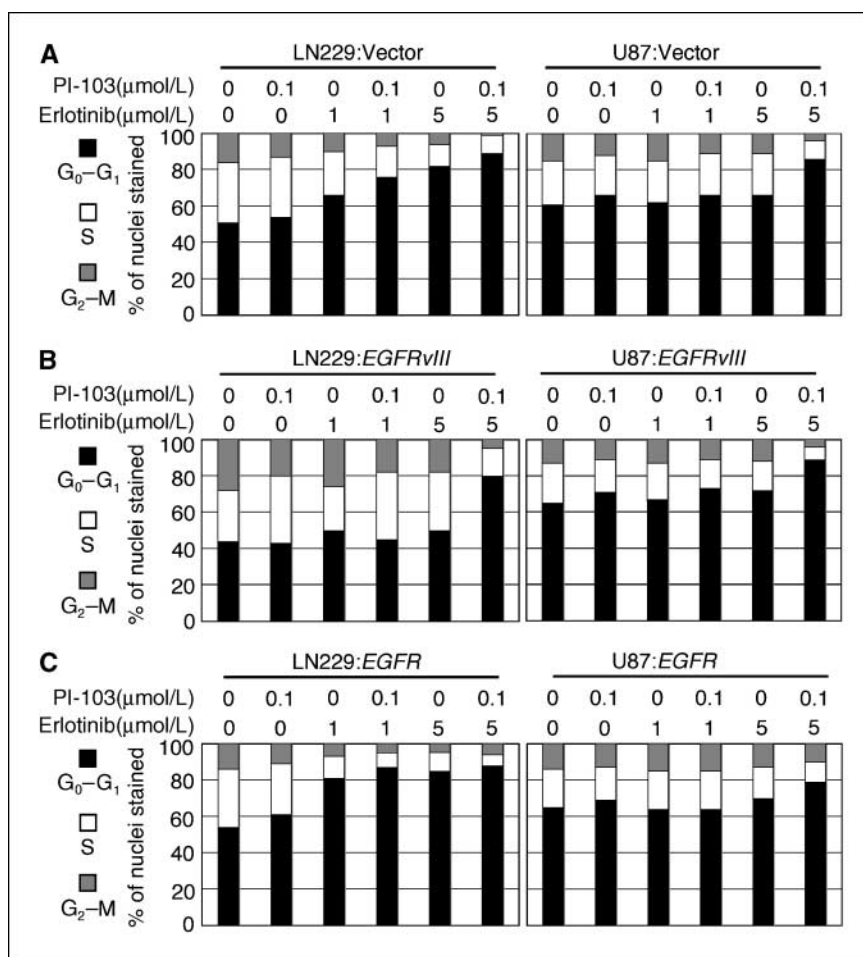 A
LN229:Vector U87:Vector
PI-103(μmol/L) 0 0.1 0 0.1 0 0.1 0 0.1 0 0.1 0 0.1
Erlotinib(μmol/L) 0 0 1 1 5 5 0 0 1 1 5 5
G₀–G₁
S
G₂–M
% of nuclei stained
100
80
60
40
20
0
B
LN229:EGFRvIII U87:EGFRvIII
PI-103(μmol/L) 0 0.1 0 0.1 0 0.1 0 0.1 0 0.1 0 0.1
Erlotinib(μmol/L) 0 0 1 1 5 5 0 0 1 1 5 5
G₀–G₁
S
G₂–M
% of nuclei stained
100
80
60
40
20
0
C
LN229:EGFR U87:EGFR
PI-103(μmol/L) 0 0.1 0 0.1 0 0.1 0 0.1 0 0.1 0 0.1
Erlotinib(μmol/L) 0 0 1 1 5 5 0 0 1 1 5 5
G₀–G₁
S
G₂–M
% of nuclei stained
100
80
60
40
20
0